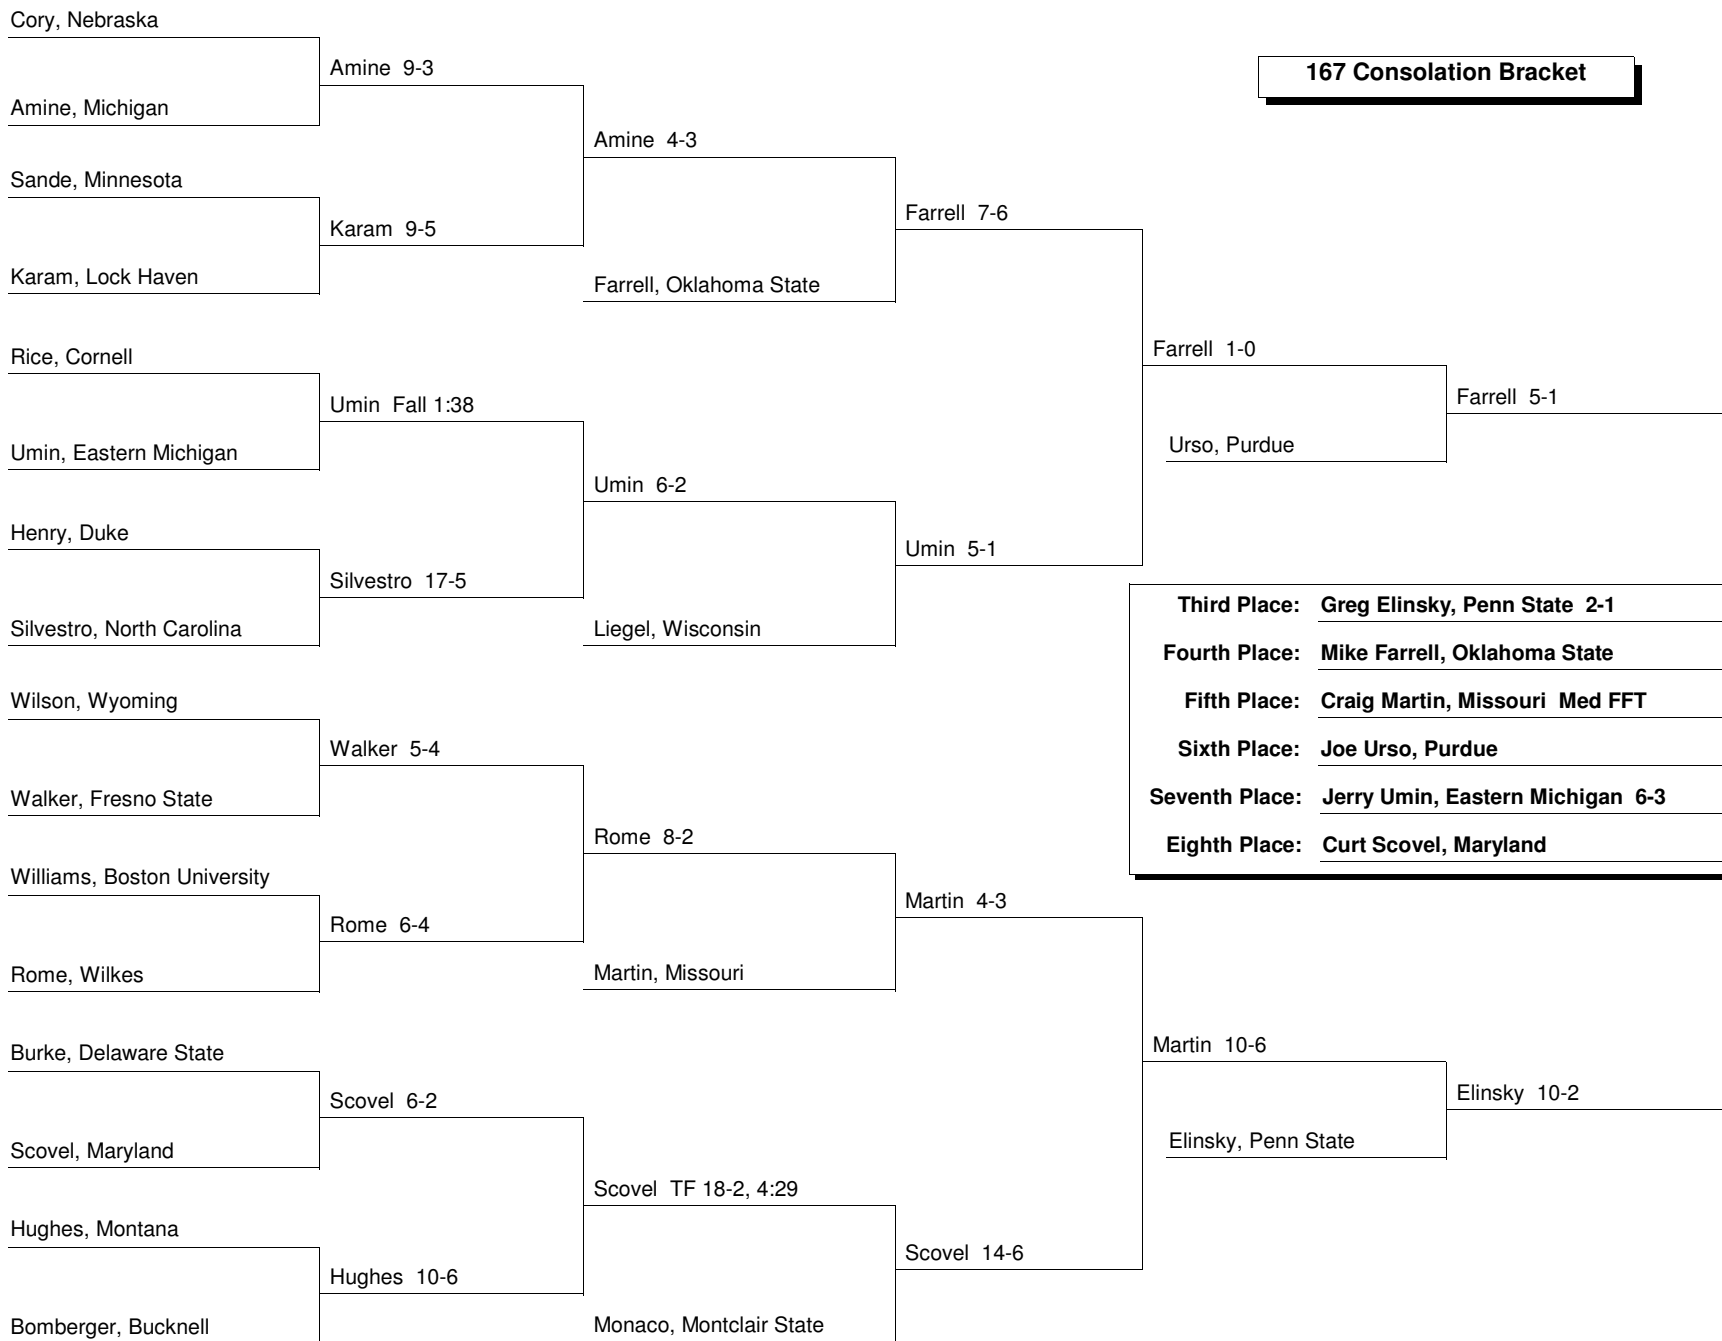 Cory, Nebraska
Amine 9-3
167 Consolation Bracket
Amine, Michigan
Amine 4-3
Sande, Minnesota
Farrell 7-6
Karam 9-5
Karam, Lock Haven
Farrell, Oklahoma State
Rice, Cornell
Farrell 1-0
Farrell 5-1
Umin Fall 1:38
Urso, Purdue
Umin, Eastern Michigan
Umin 6-2
Henry, Duke
Umin 5-1
Silvestro 17-5
Silvestro, North Carolina
Liegel, Wisconsin
Third Place: Greg Elinsky, Penn State 2-1
Fourth Place: Mike Farrell, Oklahoma State
Fifth Place: Craig Martin, Missouri Med FFT
Sixth Place: Joe Urso, Purdue
Seventh Place: Jerry Umin, Eastern Michigan 6-3
Eighth Place: Curt Scovel, Maryland
Wilson, Wyoming
Walker 5-4
Walker, Fresno State
Rome 8-2
Williams, Boston University
Martin 4-3
Rome 6-4
Rome, Wilkes
Martin, Missouri
Burke, Delaware State
Martin 10-6
Scovel 6-2
Elinsky 10-2
Scovel, Maryland
Elinsky, Penn State
Scovel TF 18-2, 4:29
Hughes, Montana
Scovel 14-6
Hughes 10-6
Bomberger, Bucknell
Monaco, Montclair State